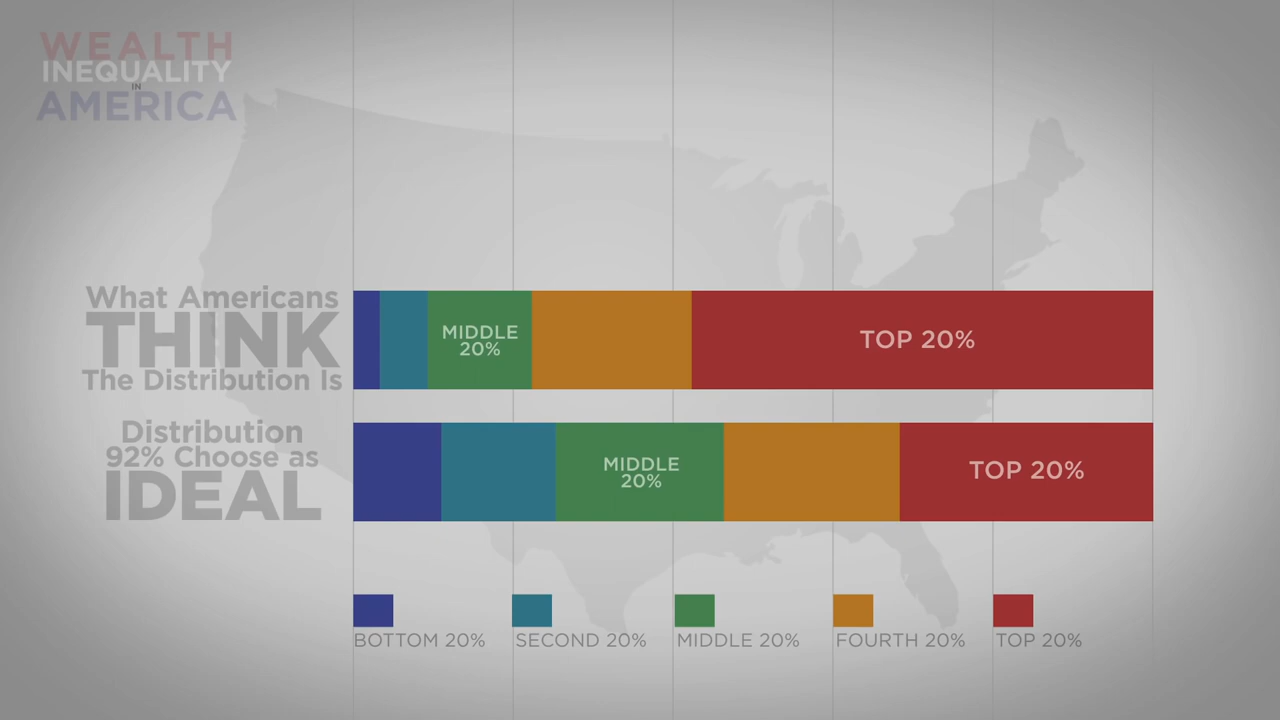 WEALTH
INEQUALITY
IN
AMERICA
What Americans
THINK
The Distribution Is
MIDDLE
20%
TOP 20%
Distribution
92% Choose as
IDEAL
MIDDLE
20%
TOP 20%
BOTTOM 20%
SECOND 20%
MIDDLE 20%
FOURTH 20%
TOP 20%